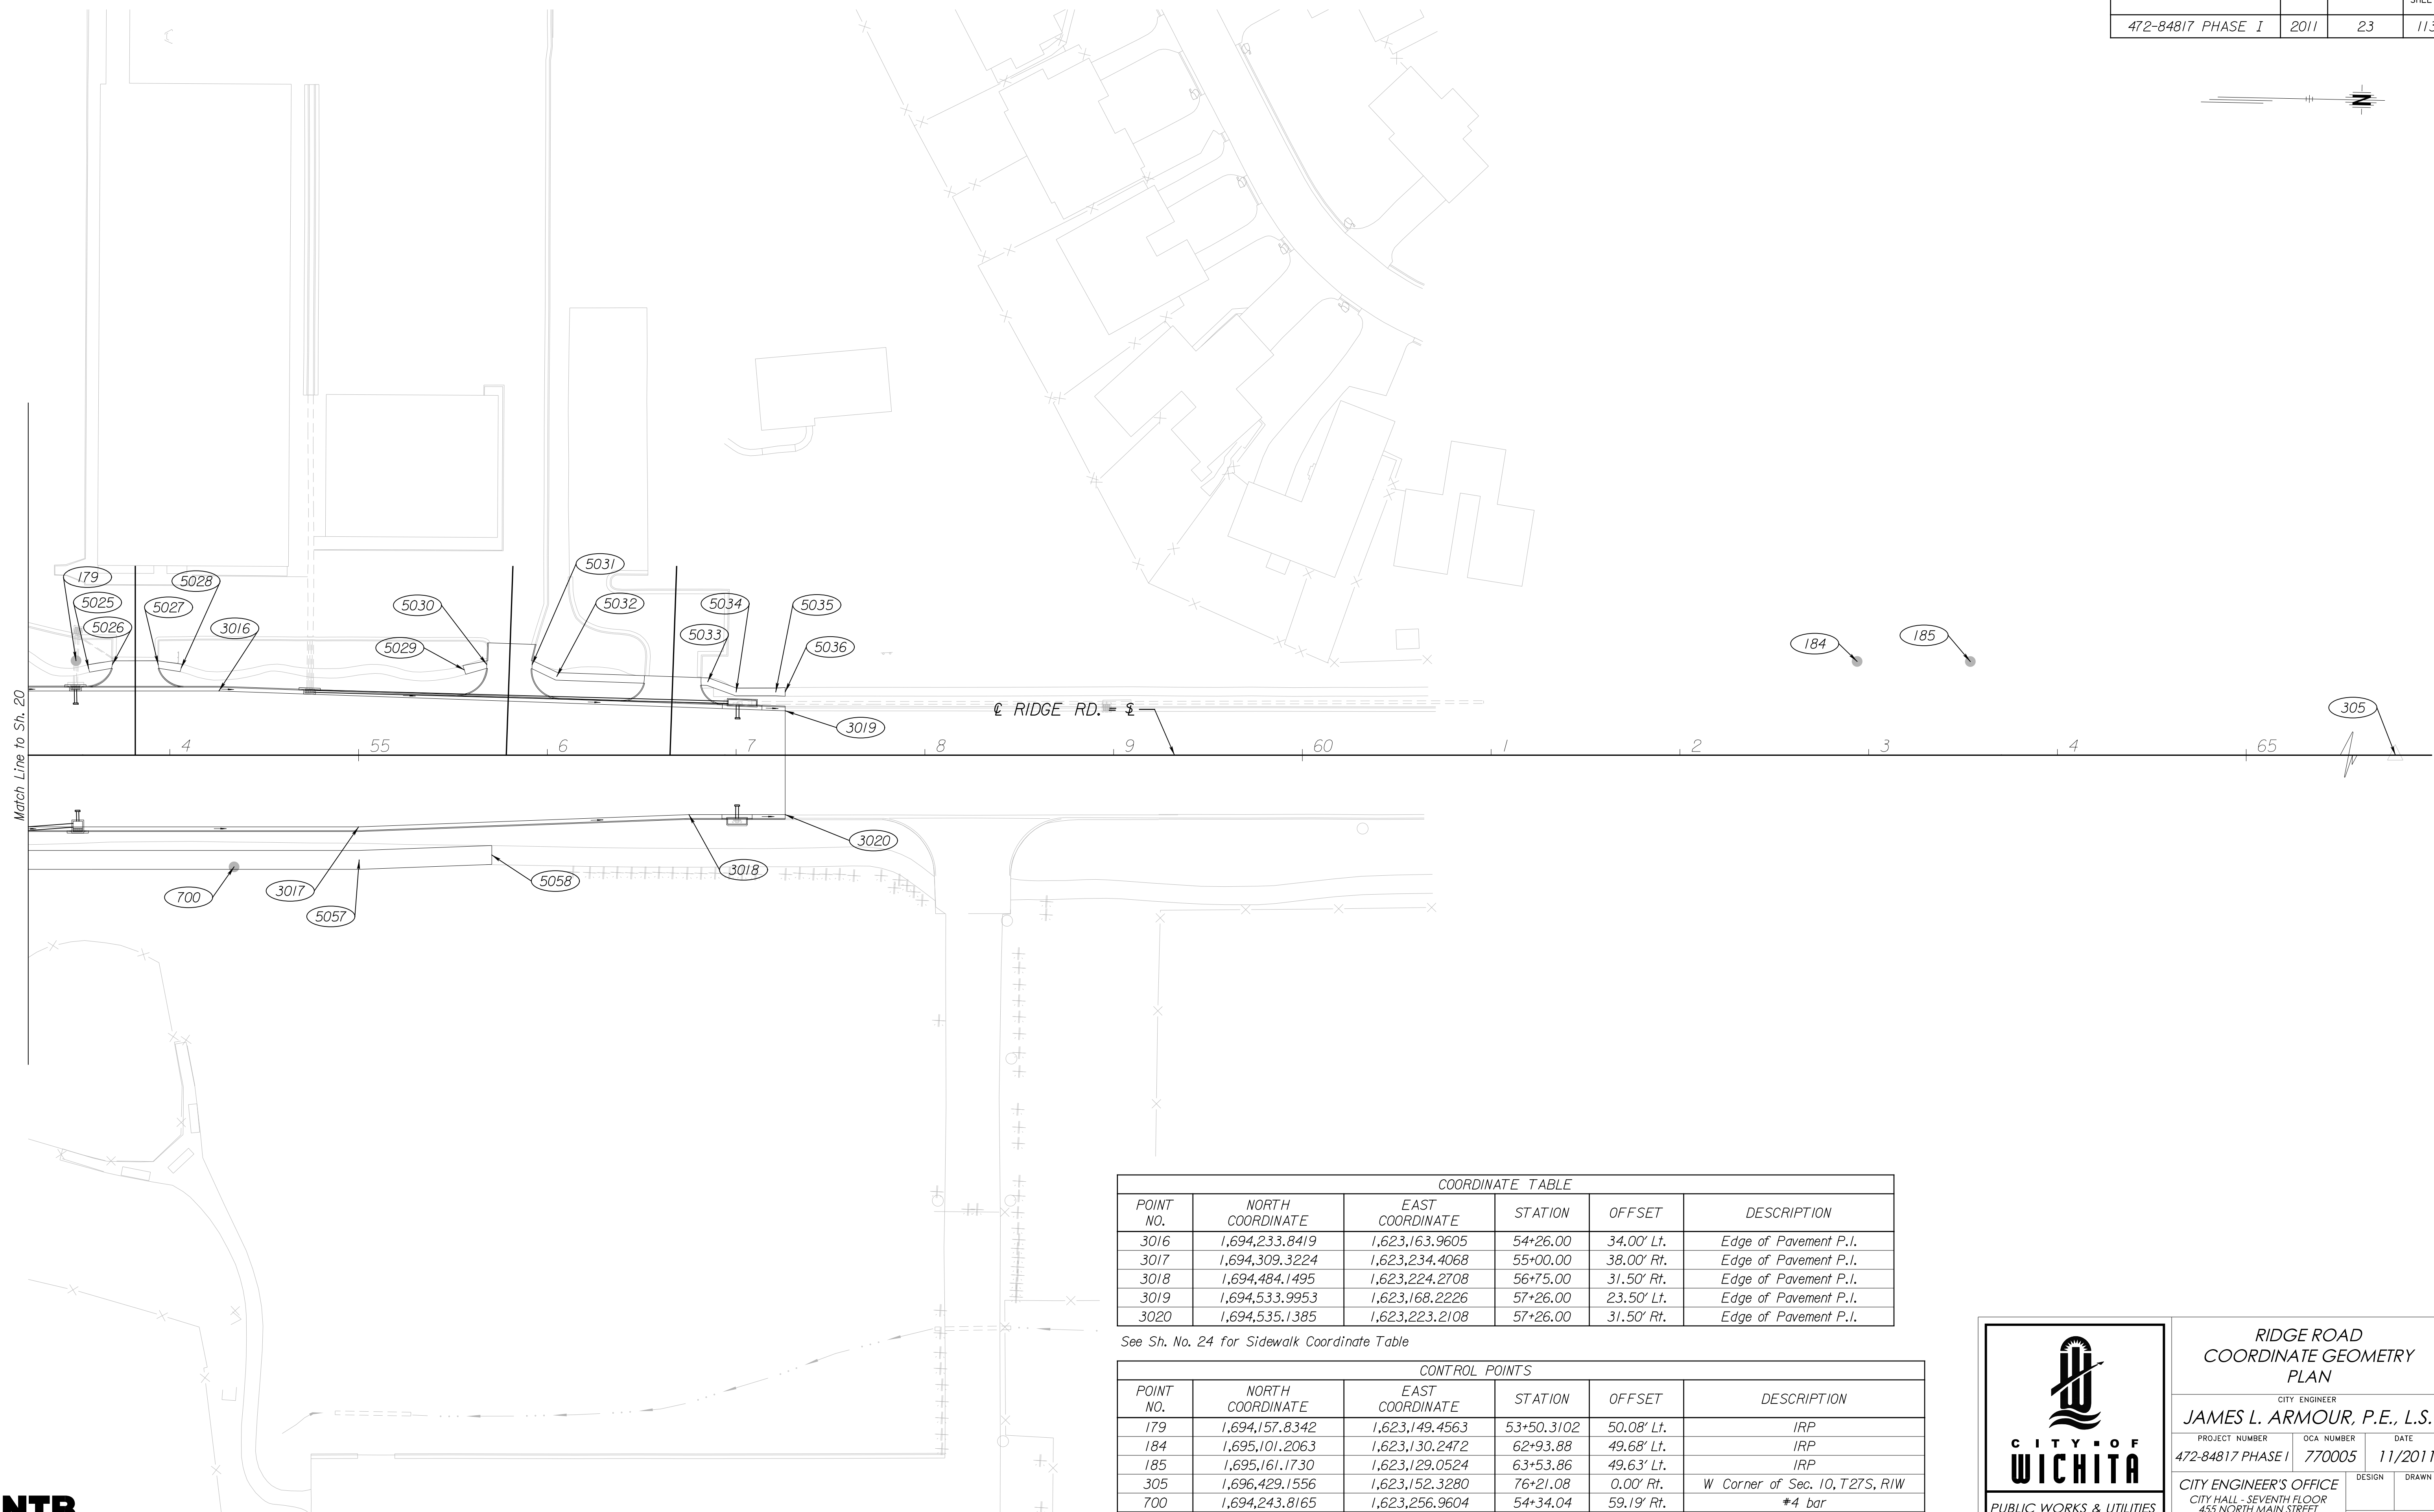 472-84817 PHASE I 2011 23 113
N
179
5025
5026
5027
5028
3016
5029
5030
5031
5032
5033
5034
5035
5036
184
185
305
3019
℄ RIDGE RD. =
4 55 6 7 8 9 60 1 2 3 4 65
Match Line to Sh. 20
3020
3018
5058
3017
700
5057
COORDINATE TABLE
POINT NO. NORTH COORDINATE EAST COORDINATE STATION OFFSET DESCRIPTION
3016 1,694,233.8419 1,623,163.9605 54+26.00 34.00' Lt. Edge of Pavement P.I.
3017 1,694,309.3224 1,623,234.4068 55+00.00 38.00' Rt. Edge of Pavement P.I.
3018 1,694,484.1495 1,623,224.2708 56+75.00 31.50' Rt. Edge of Pavement P.I.
3019 1,694,533.9953 1,623,168.2226 57+26.00 23.50' Lt. Edge of Pavement P.I.
3020 1,694,535.1385 1,623,223.2108 57+26.00 31.50' Rt. Edge of Pavement P.I.
See Sh. No. 24 for Sidewalk Coordinate Table
CONTROL POINTS
POINT NO. NORTH COORDINATE EAST COORDINATE STATION OFFSET DESCRIPTION
179 1,694,157.8342 1,623,149.4563 53+50.3102 50.08' Lt. IRP
184 1,695,101.2063 1,623,130.2472 62+93.88 49.68' Lt. IRP
185 1,695,161.1730 1,623,129.0524 63+53.86 49.63' Lt. IRP
305 1,696,429.1556 1,623,152.3280 76+21.08 0.00' Rt. W Corner of Sec. 10, T27S, R1W
700 1,694,243.8165 1,623,256.9604 54+34.04 59.19' Rt. #4 bar
CITY OF
WICHITA
PUBLIC WORKS & UTILITIES
RIDGE ROAD
COORDINATE GEOMETRY
PLAN
CITY ENGINEER
JAMES L. ARMOUR, P.E., L.S.
PROJECT NUMBER OCA NUMBER DATE
472-84817 PHASE I 770005 11/2011
CITY ENGINEER'S OFFICE DESIGN DRAWN
CITY HALL - SEVENTH FLOOR
455 NORTH MAIN STREET